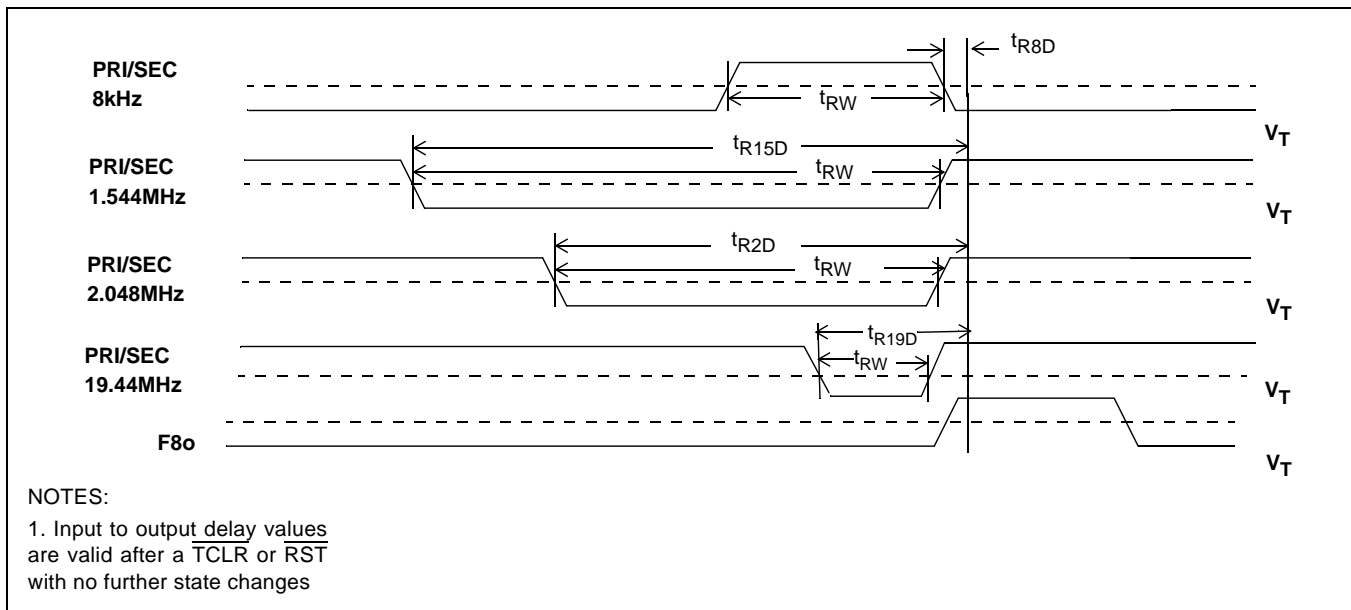 tR8D
PRI/SEC
8kHz
tRW
VT
tR15D
PRI/SEC
1.544MHz
tRW
VT
tR2D
PRI/SEC
2.048MHz
tRW
VT
tR19D
PRI/SEC
19.44MHz
tRW
VT
F8o
VT
NOTES:
1. Input to output delay values
are valid after a TCLR or RST
with no further state changes